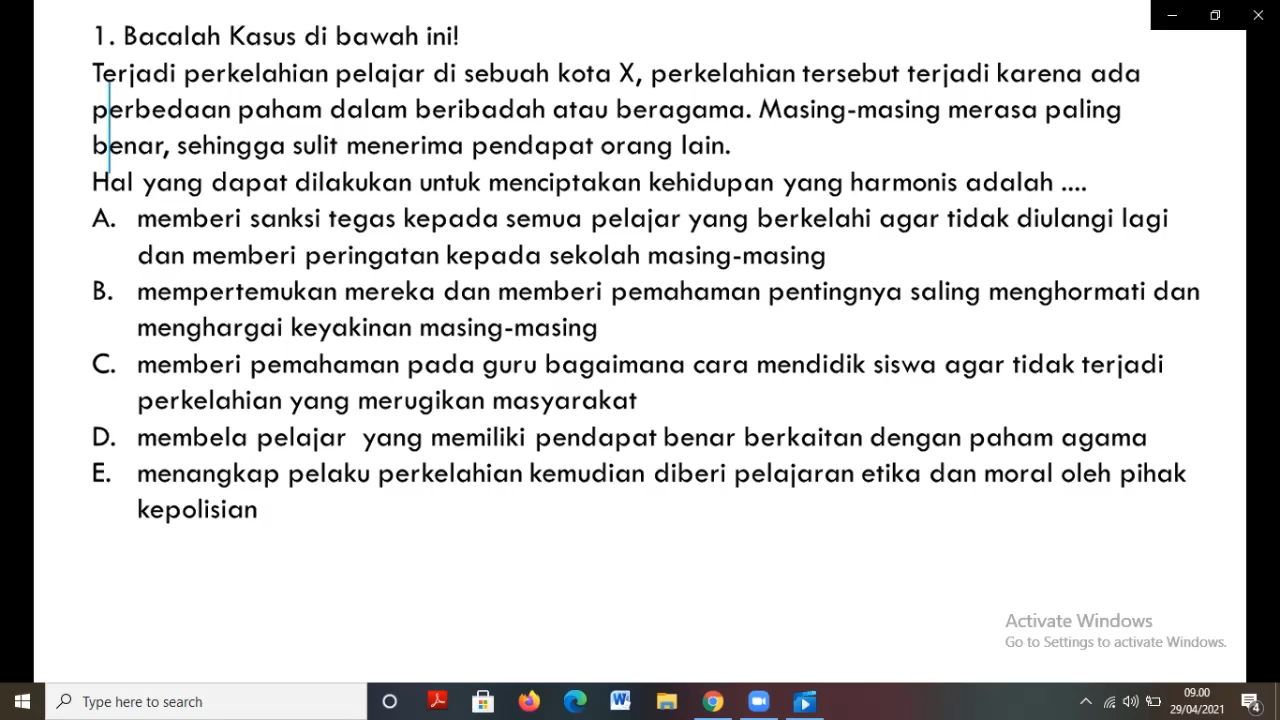 1. Bacalah Kasus di bawah ini!
Terjadi perkelahian pelajar di sebuah kota X, perkelahian tersebut terjadi karena ada
perbedaan paham dalam beribadah atau beragama. Masing-masing merasa paling
benar, sehingga sulit menerima pendapat orang lain.
Hal yang dapat dilakukan untuk menciptakan kehidupan yang harmonis adalah ....
A. memberi sanksi tegas kepada semua pelajar yang berkelahi agar tidak diulangi lagi
dan memberi peringatan kepada sekolah masing-masing
B. mempertemukan mereka dan memberi pemahaman pentingnya saling menghormati dan
menghargai keyakinan masing-masing
C. memberi pemahaman pada guru bagaimana cara mendidik siswa agar tidak terjadi
perkelahian yang merugikan masyarakat
D. membela pelajar yang memiliki pendapat benar berkaitan dengan paham agama
E. menangkap pelaku perkelahian kemudian diberi pelajaran etika dan moral oleh pihak
kepolisian
Activate Windows
Go to Settings to activate Windows.
Type here to search
09.00
29/04/2021
4